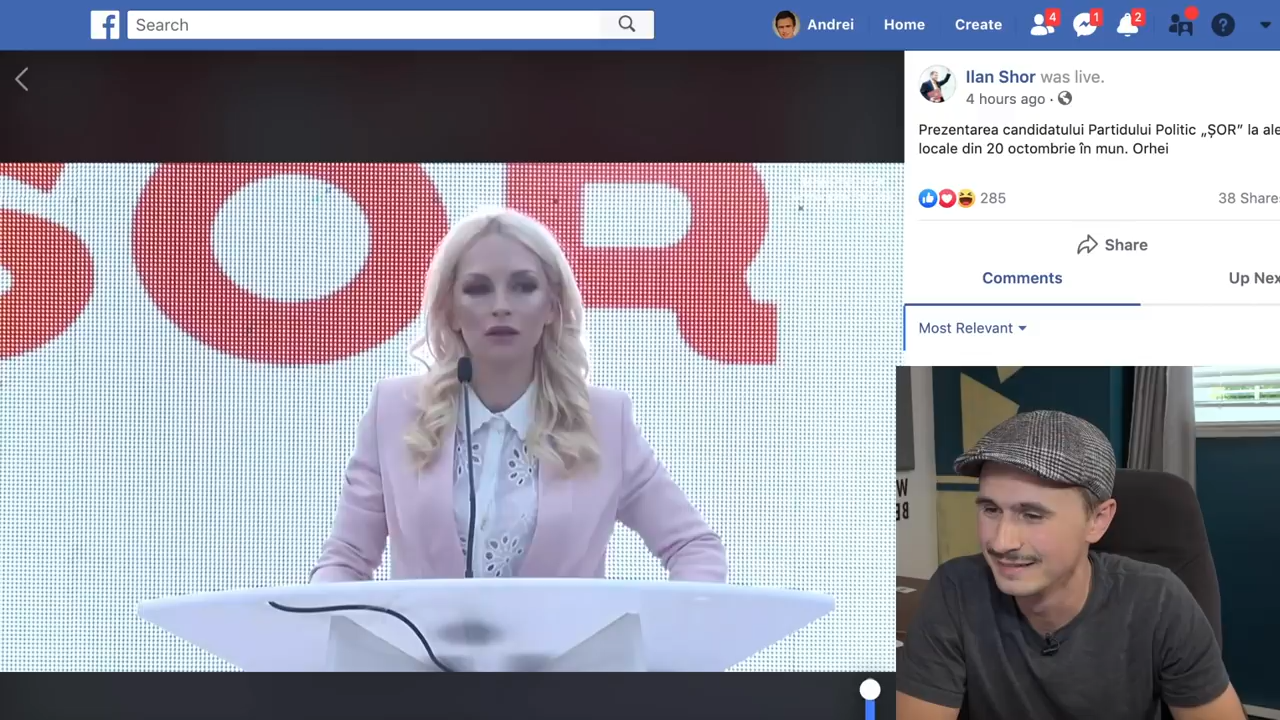 Search
Andrei
Home
Create
4
1
2
?
Ilan Shor was live.
4 hours ago ·
Prezentarea candidatului Partidului Politic „ȘOR” la ale
locale din 20 octombrie în mun. Orhei
285
38 Shares
Share
Comments
Up Nex
Most Relevant
ȘOR
W
BE